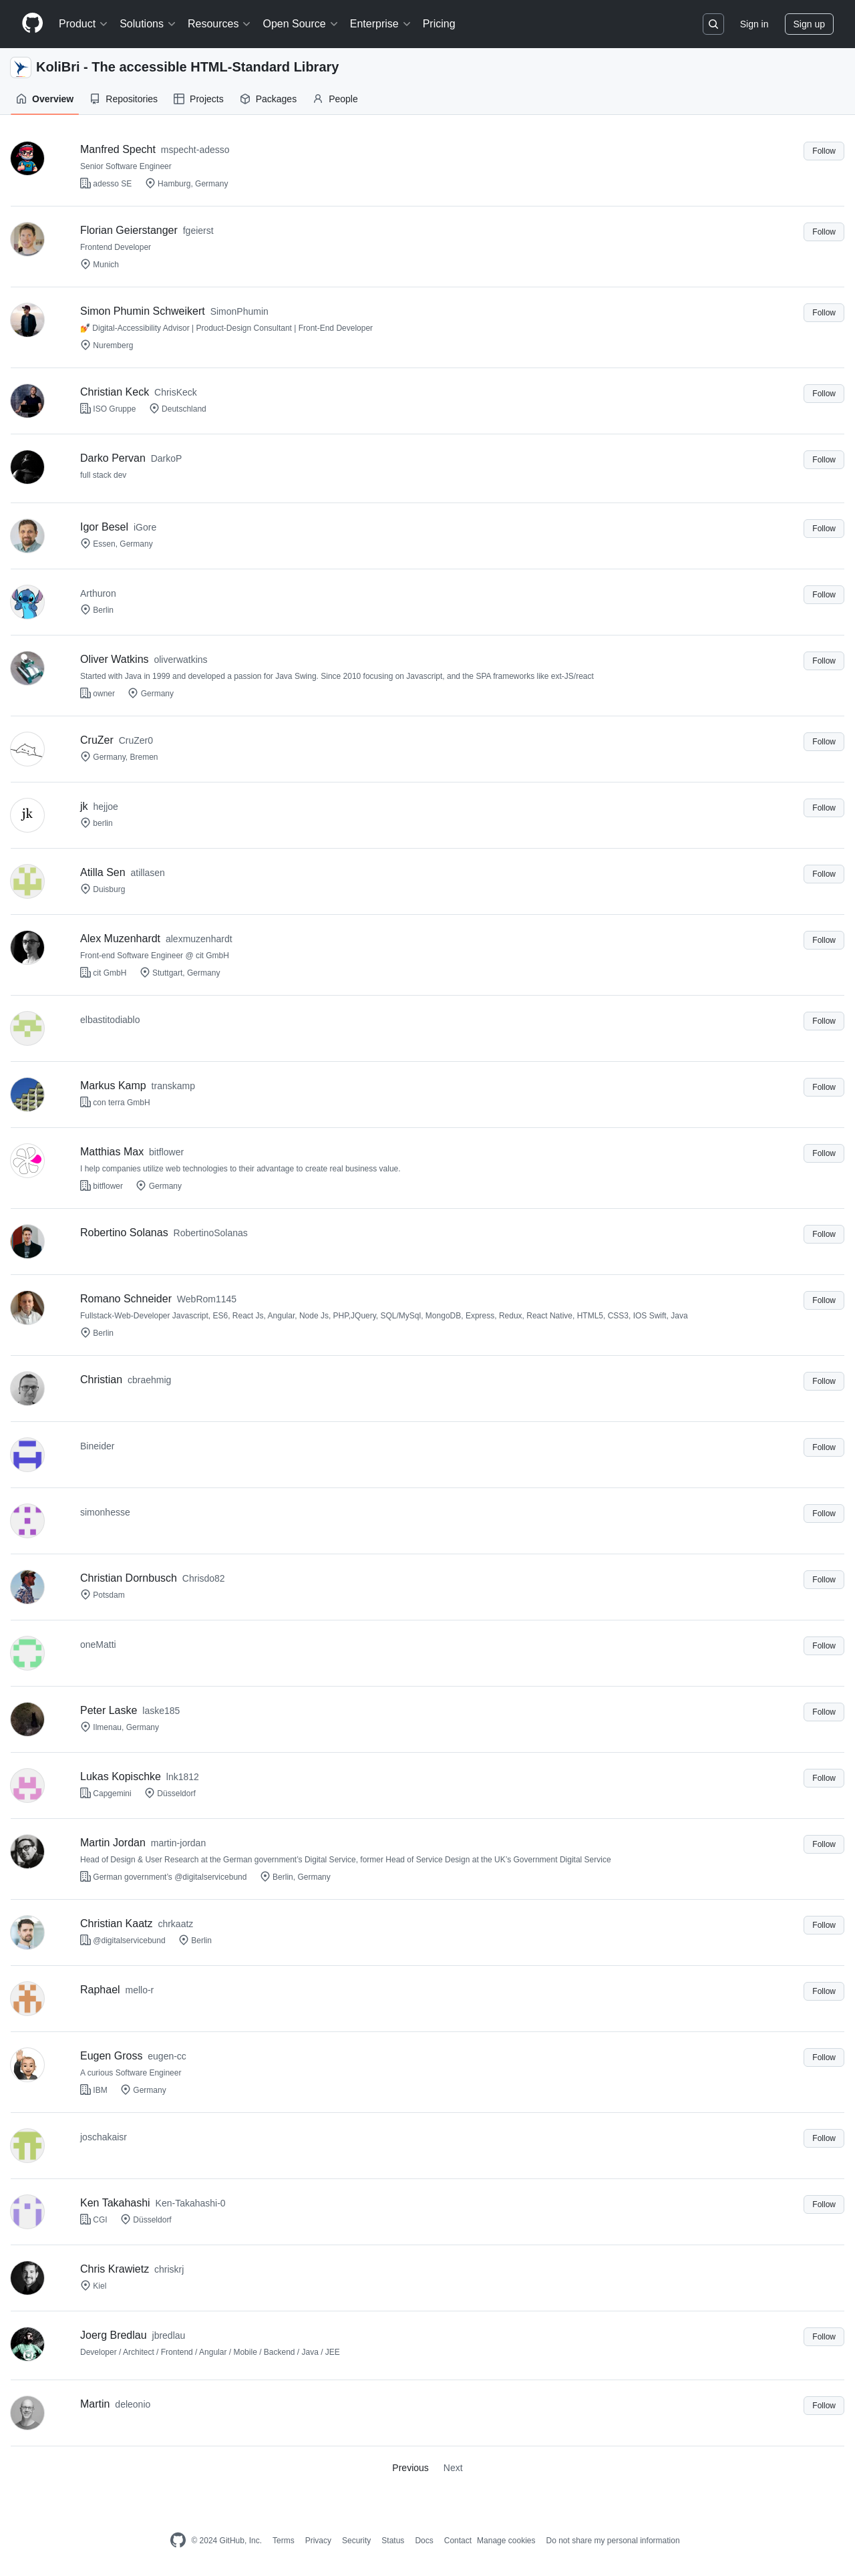 Product Solutions Resources Open Source Enterprise Pricing Sign in Sign up
KoliBri - The accessible HTML-Standard Library
Overview Repositories Projects Packages People
Manfred Specht mspecht-adesso Follow
Senior Software Engineer
adesso SE Hamburg, Germany
Florian Geierstanger fgeierst Follow
Frontend Developer
Munich
Simon Phumin Schweikert SimonPhumin Follow
💅 Digital-Accessibility Advisor | Product-Design Consultant | Front-End Developer
Nuremberg
Christian Keck ChrisKeck Follow
ISO Gruppe Deutschland
Darko Pervan DarkoP Follow
full stack dev
Igor Besel iGore Follow
Essen, Germany
Arthuron Follow
Berlin
Oliver Watkins oliverwatkins Follow
Started with Java in 1999 and developed a passion for Java Swing. Since 2010 focusing on Javascript, and the SPA frameworks like ext-JS/react
owner Germany
CruZer CruZer0 Follow
Germany, Bremen
jk
jk hejjoe Follow
berlin
Atilla Sen atillasen Follow
Duisburg
Alex Muzenhardt alexmuzenhardt Follow
Front-end Software Engineer @ cit GmbH
cit GmbH Stuttgart, Germany
elbastitodiablo Follow
Markus Kamp transkamp Follow
con terra GmbH
Matthias Max bitflower Follow
I help companies utilize web technologies to their advantage to create real business value.
bitflower Germany
Robertino Solanas RobertinoSolanas Follow
Romano Schneider WebRom1145 Follow
Fullstack-Web-Developer Javascript, ES6, React Js, Angular, Node Js, PHP,JQuery, SQL/MySql, MongoDB, Express, Redux, React Native, HTML5, CSS3, IOS Swift, Java
Berlin
Christian cbraehmig Follow
Bineider Follow
simonhesse Follow
Christian Dornbusch Chrisdo82 Follow
Potsdam
oneMatti Follow
Peter Laske laske185 Follow
Ilmenau, Germany
Lukas Kopischke lnk1812 Follow
Capgemini Düsseldorf
Martin Jordan martin-jordan Follow
Head of Design & User Research at the German government's Digital Service, former Head of Service Design at the UK's Government Digital Service
German government's @digitalservicebund Berlin, Germany
Christian Kaatz chrkaatz Follow
@digitalservicebund Berlin
Raphael mello-r Follow
Eugen Gross eugen-cc Follow
A curious Software Engineer
IBM Germany
joschakaisr Follow
Ken Takahashi Ken-Takahashi-0 Follow
CGI Düsseldorf
Chris Krawietz chriskrj Follow
Kiel
Joerg Bredlau jbredlau Follow
Developer / Architect / Frontend / Angular / Mobile / Backend / Java / JEE
Martin deleonio Follow
Previous Next
© 2024 GitHub, Inc. Terms Privacy Security Status Docs Contact Manage cookies Do not share my personal information